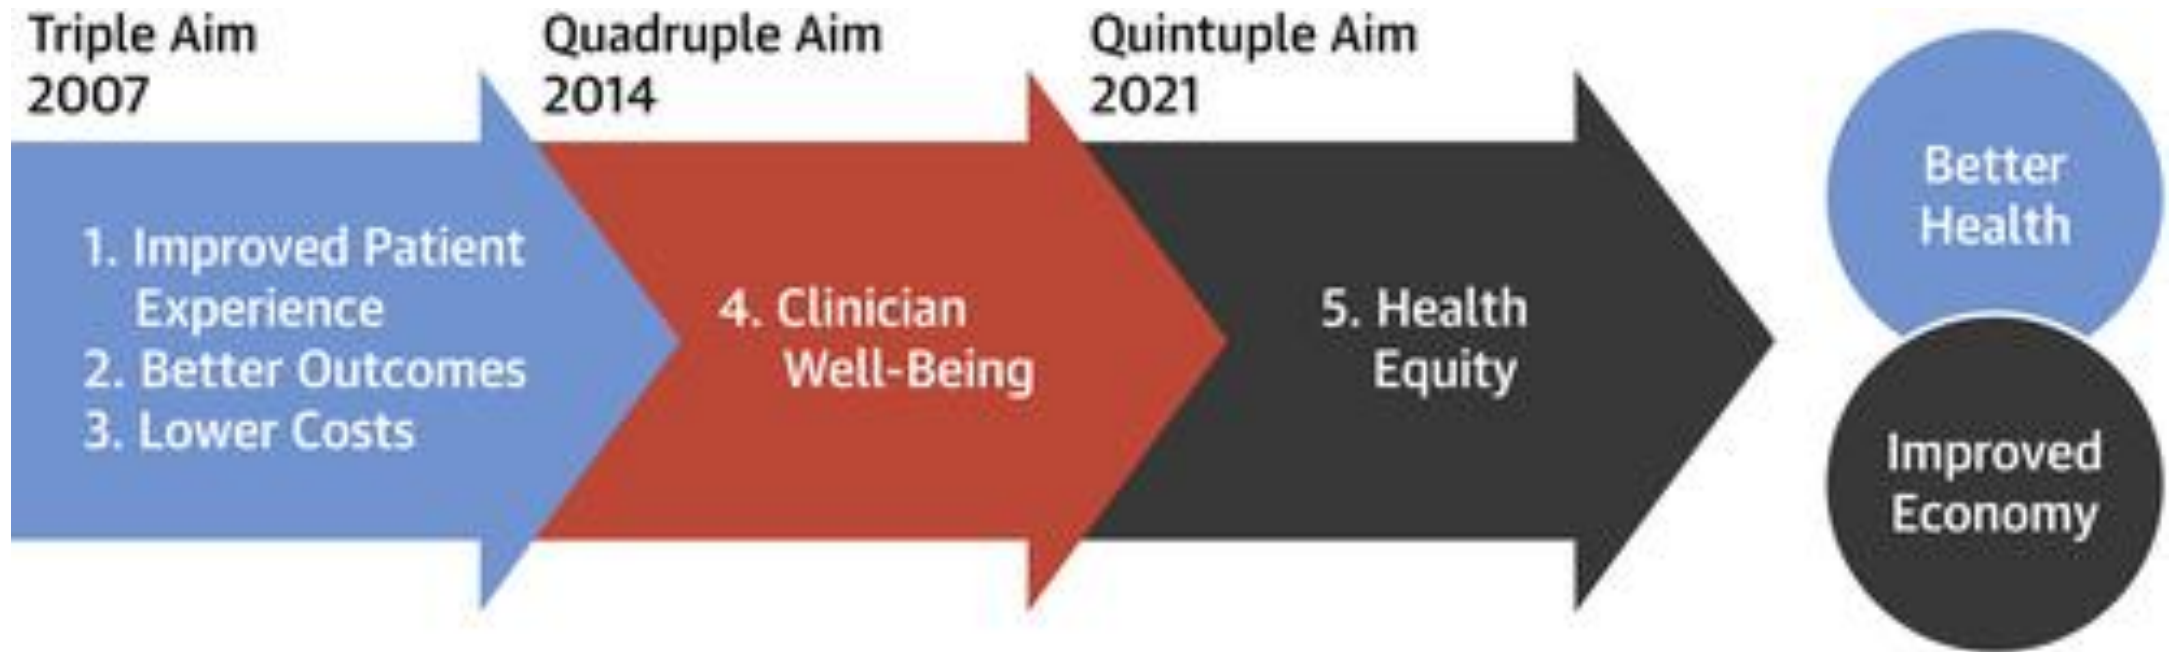 Triple Aim
2007
Quadruple Aim
2014
Quintuple Aim
2021
1. Improved Patient
Experience
2. Better Outcomes
3. Lower Costs
4. Clinician
Well-Being
5. Health
Equity
Better
Health
Improved
Economy